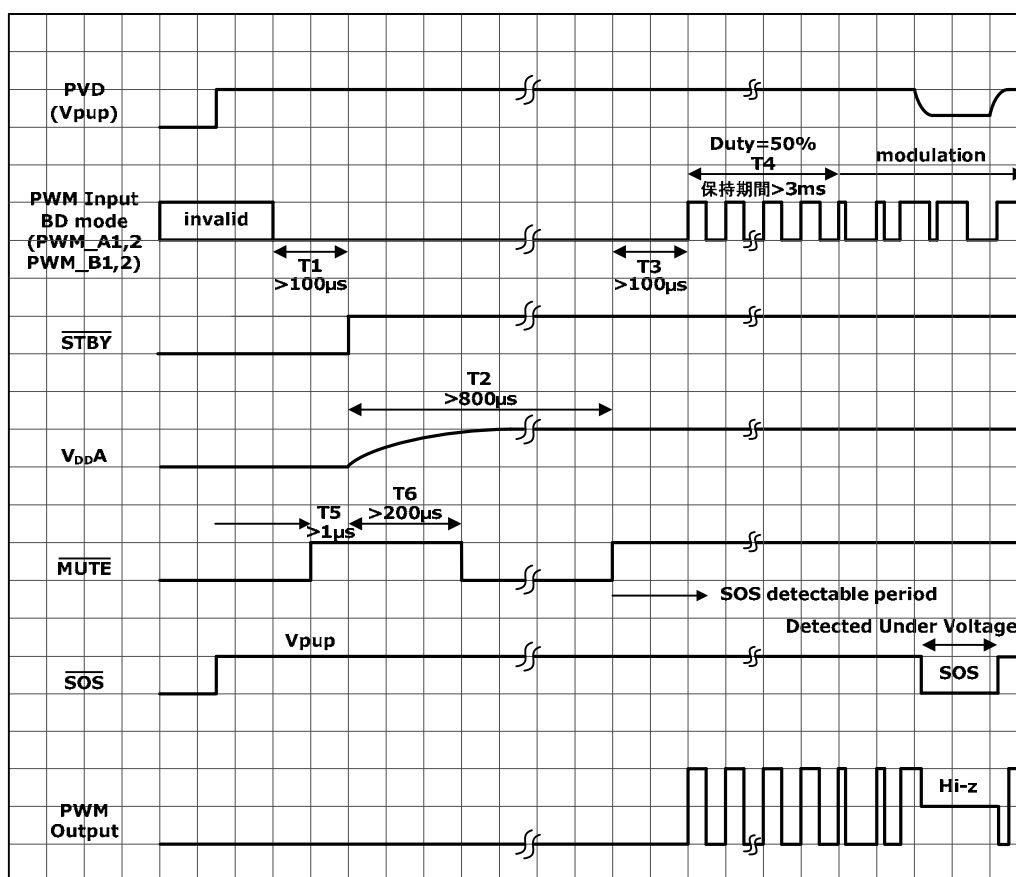 PVD
(Vpup)
Duty=50%
T4
保持期間>3ms
modulation
PWM Input
BD mode
(PWM_A1,2
PWM_B1,2)
invalid
T1
>100μs
T3
>100μs
STBY
T2
>800μs
VDDA
T5
>1μs
T6
>200μs
MUTE
SOS detectable period
Detected Under Voltage
Vpup
SOS
SOS
Hi-z
PWM
Output